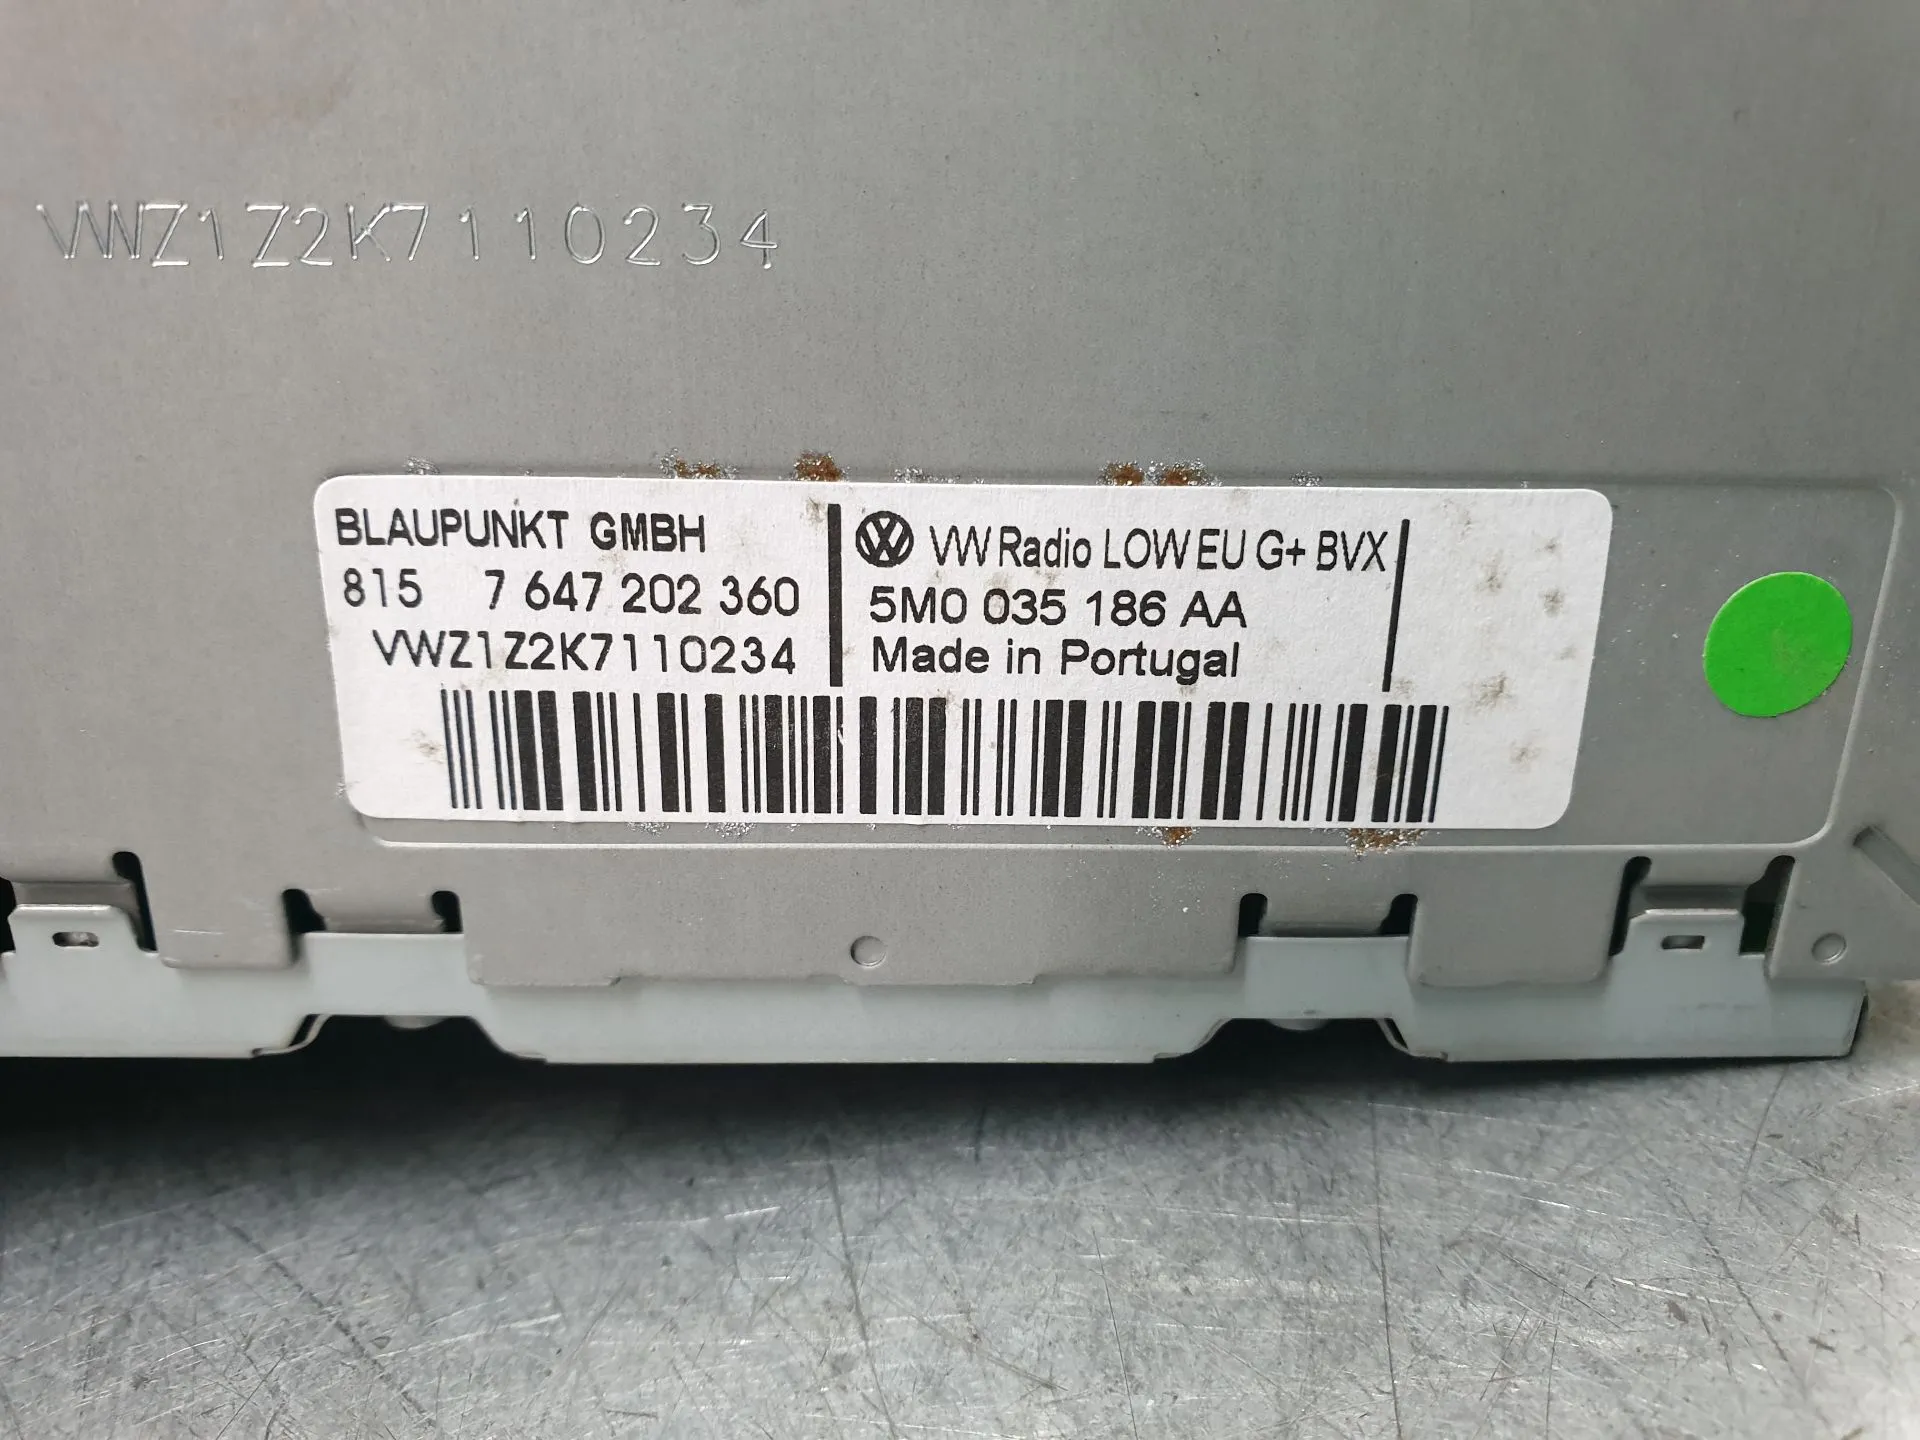 VWZ1Z2K7110234
BLAUPUNKT GMBH
815 7 647 202 360
VWZ1Z2K7110234
VW Radio LOW EU G+ BVX
5M0 035 186 AA
Made in Portugal